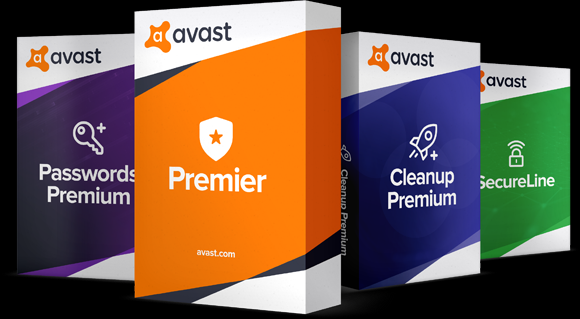 avast
Passwords
Premium
avast
Premier
avast.com
Cleanup Premium
avast
Cleanup
Premium
avast
SecureLine